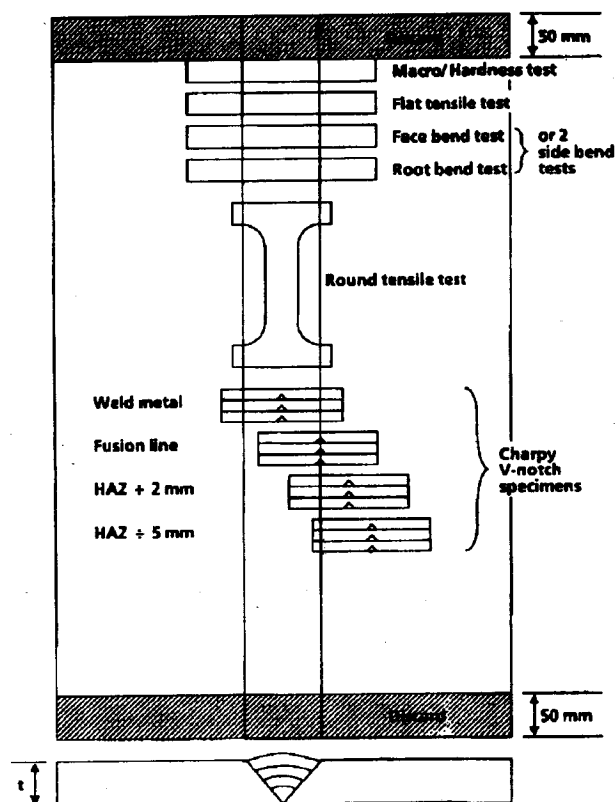 50 mm
Macro/Hardness test
Flat tensile test
Face bend test
Root bend test
or 2
side bend
tests
Round tensile test
Weld metal
Fusion line
HAZ + 2 mm
HAZ ÷ 5 mm
Charpy
V-notch
specimens
50 mm
t